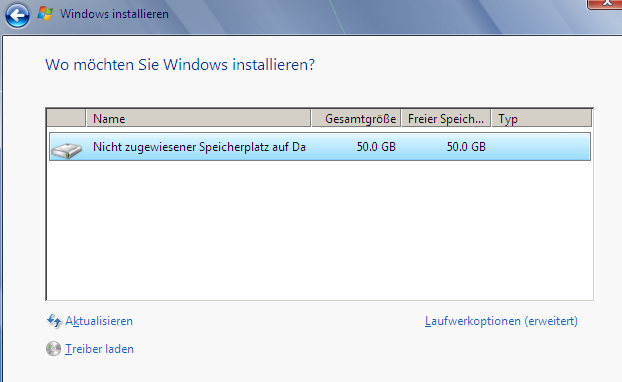 Windows installieren
Wo möchten Sie Windows installieren?
Name Gesamtgröße Freier Speich... Typ
Nicht zugewiesener Speicherplatz auf Da 50.0 GB 50.0 GB
Aktualisieren Laufwerkoptionen (erweitert)
Treiber laden